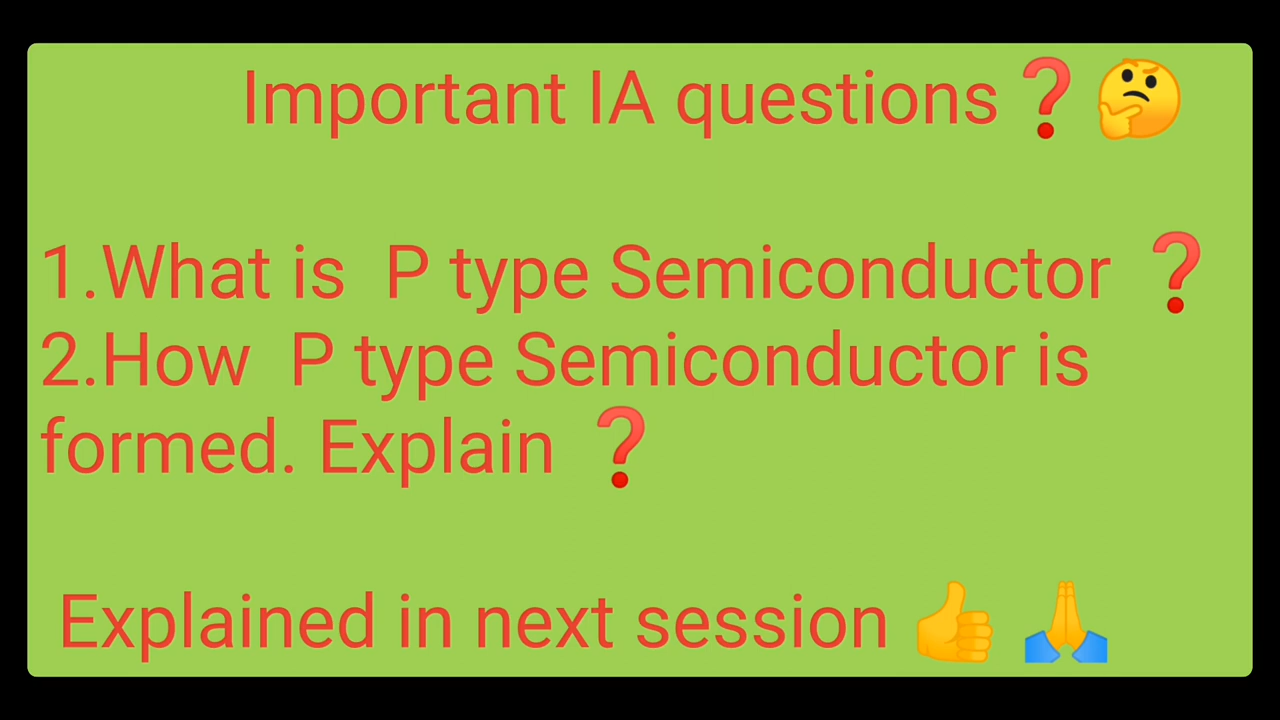 Important IA questions❓🤔
1.What is P type Semiconductor ❓
2.How P type Semiconductor is
formed. Explain ❓
Explained in next session 👍🙏